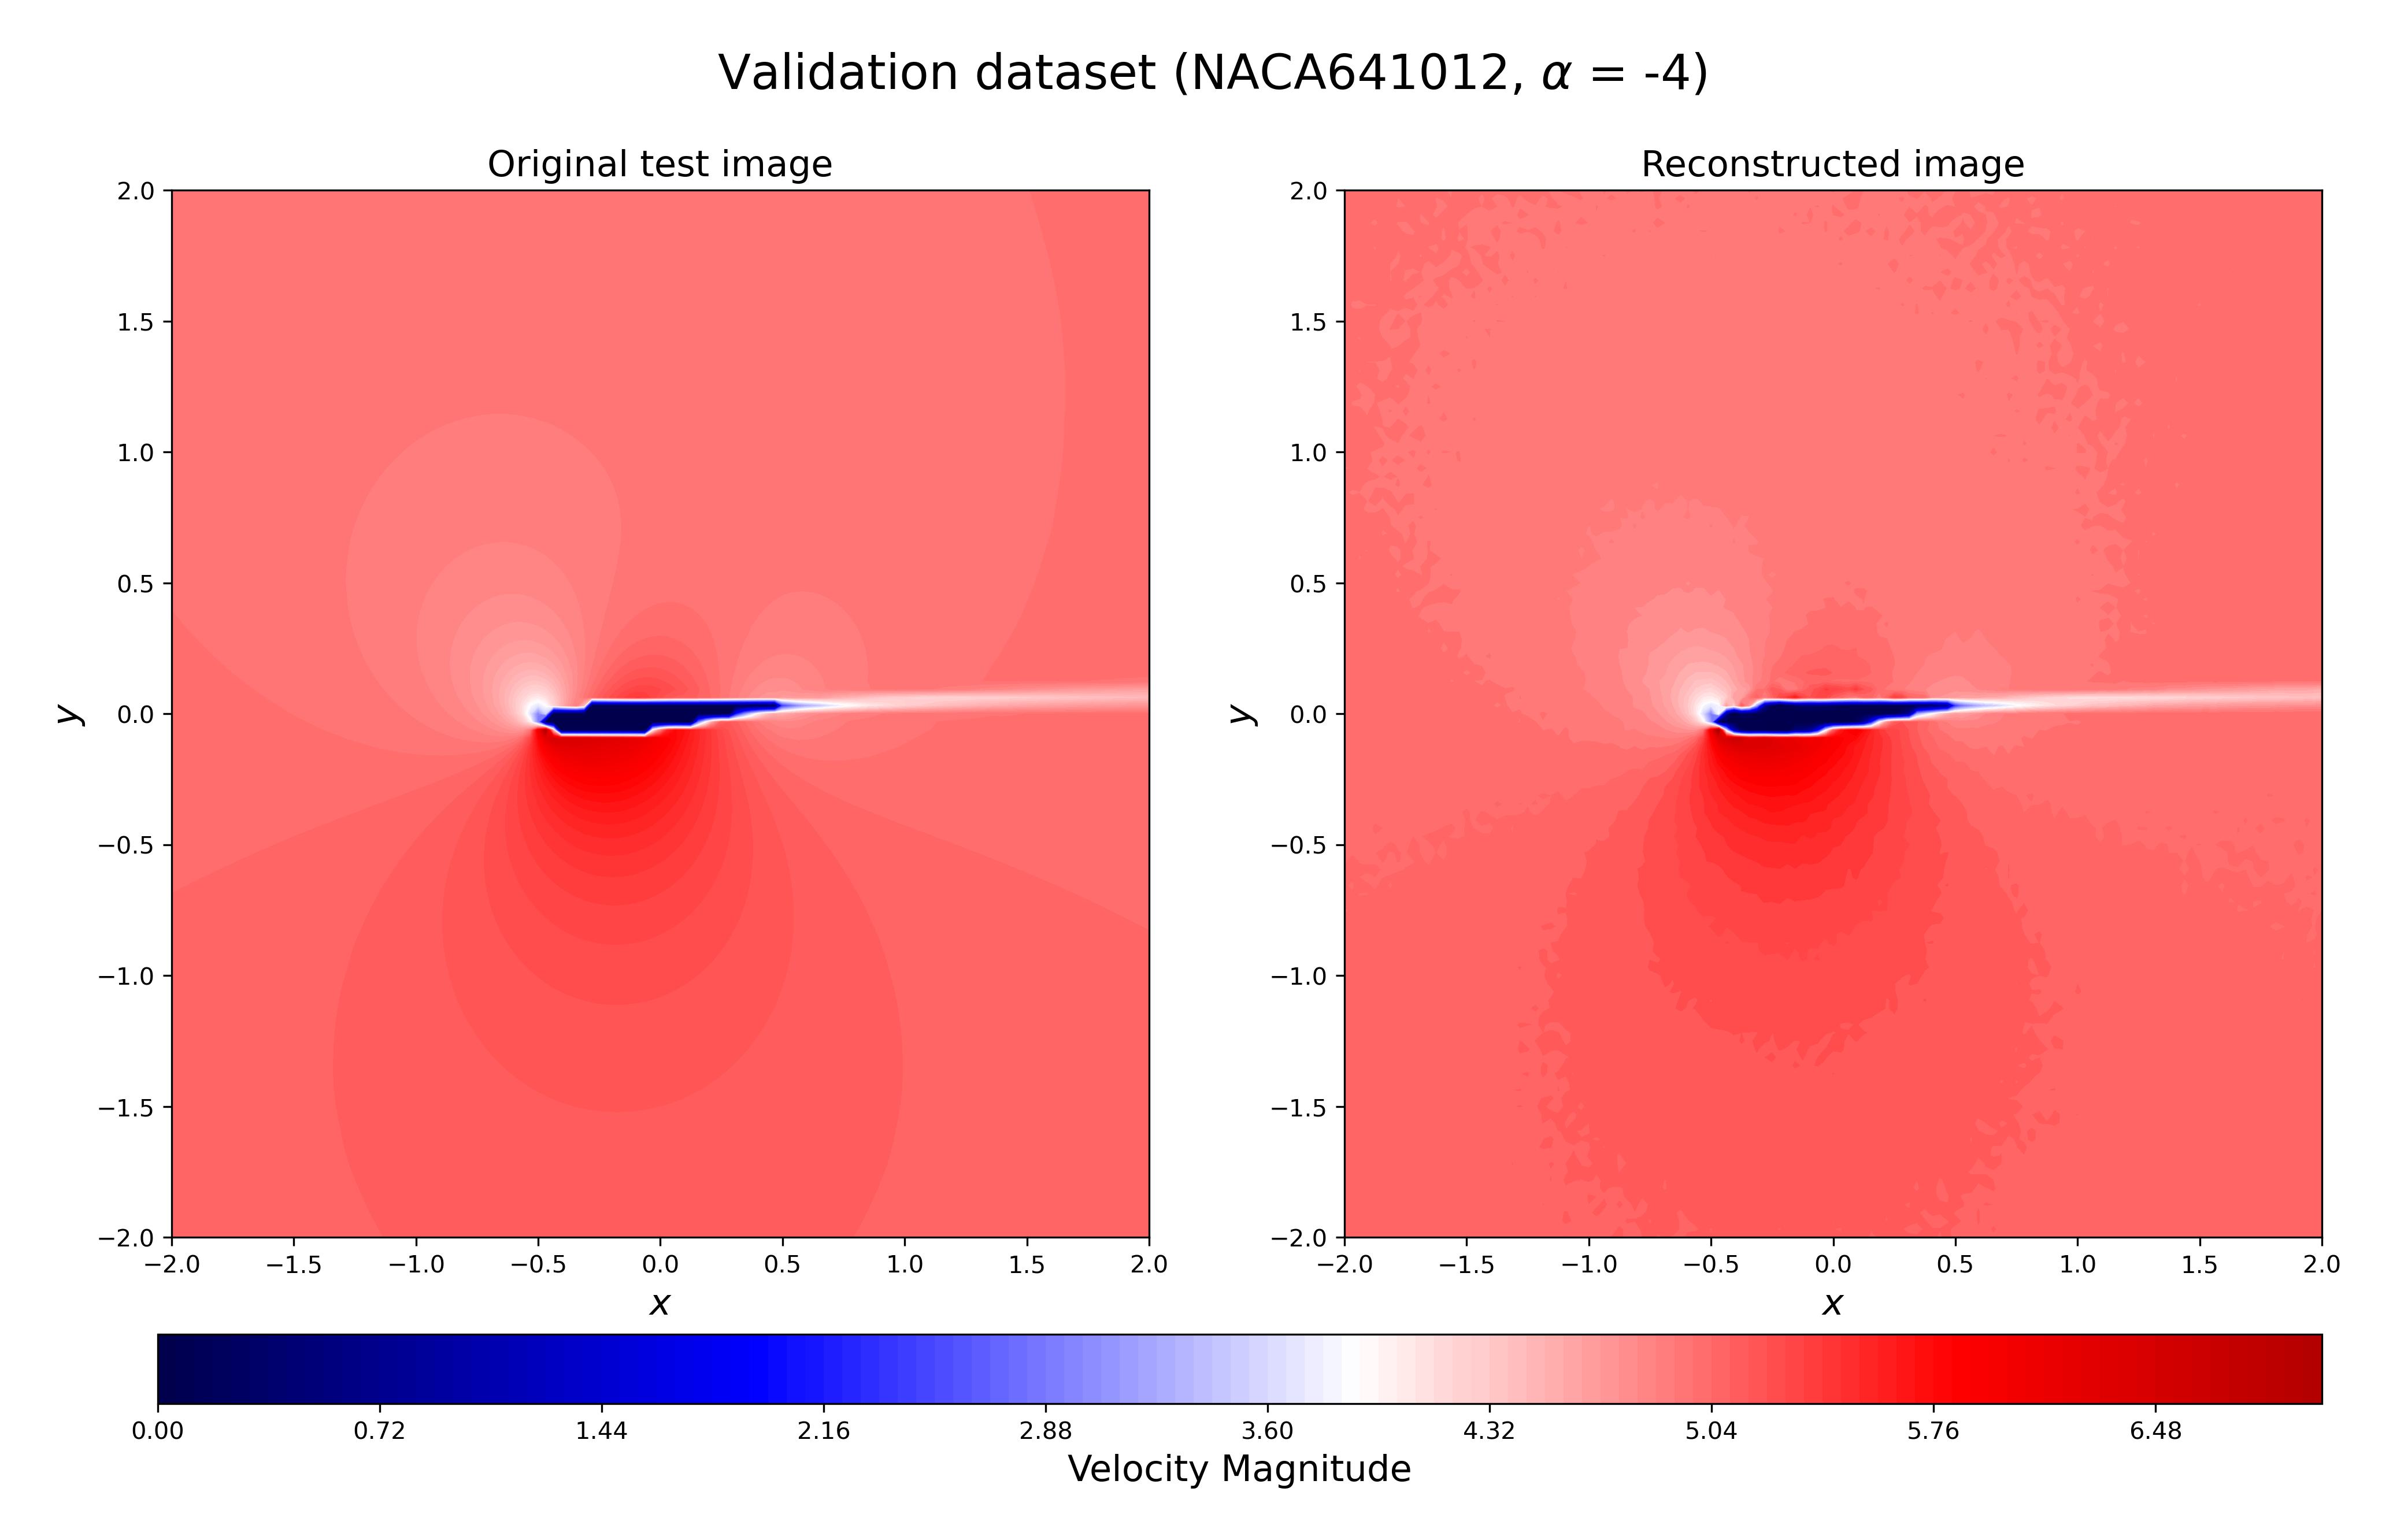 Validation dataset (NACA641012, α = -4)
Original test image
Reconstructed image
2.0
1.5
1.0
0.5
0.0
−0.5
−1.0
−1.5
−2.0
y
−2.0 −1.5 −1.0 −0.5 0.0 0.5 1.0 1.5 2.0
x
2.0
1.5
1.0
0.5
0.0
−0.5
−1.0
−1.5
−2.0
y
−2.0 −1.5 −1.0 −0.5 0.0 0.5 1.0 1.5 2.0
x
0.00 0.72 1.44 2.16 2.88 3.60 4.32 5.04 5.76 6.48
Velocity Magnitude